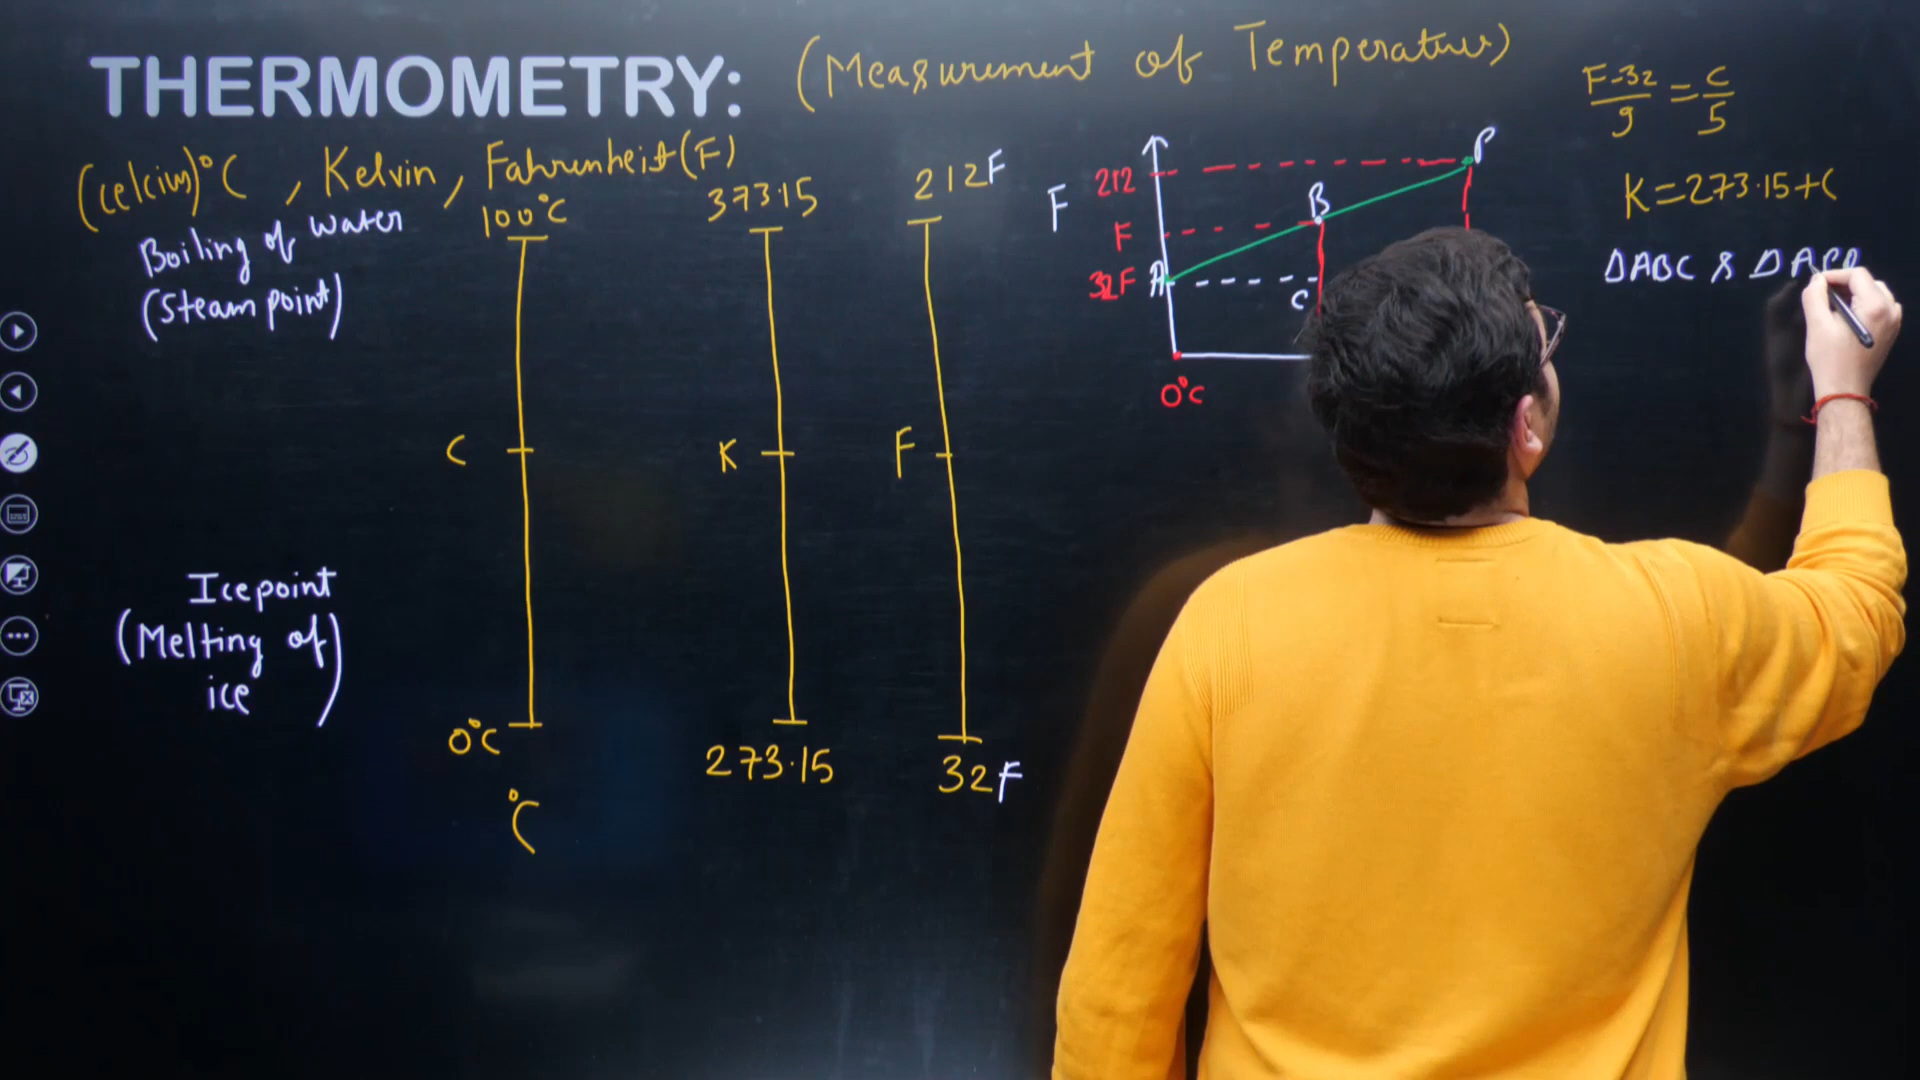 THERMOMETRY: (Measurement of Temperature)
(celcius)°C , Kelvin, Fahrenheit(F)
Boiling of water
(Steam point)
100°C
373.15
212F
C
K
F
Icepoint
(Melting of
ice
)
0°C
273.15
32F
°C
F
212
F
32F
A
B
P
C
0°C
F-32/9 = C/5
K=273.15+C
ΔABC & ΔAP